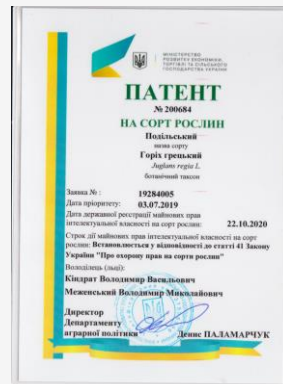 МІНІСТЕРСТВО
РОЗВИТКУ ЕКОНОМІКИ,
ТОРГІВЛІ ТА СІЛЬСЬКОГО
ГОСПОДАРСТВА УКРАЇНИ
ПАТЕНТ
№ 200684
НА СОРТ РОСЛИН
Подільський
назва сорту
Горіх грецький
Juglans regia L.
ботанічний таксон
Заявка № : 19284005
Дата пріоритету: 03.07.2019
Дата державної реєстрації майнових прав
інтелектуальної власності на сорт рослин: 22.10.2020
Строк дії майнових прав інтелектуальної власності на сорт
рослин: Встановлюється у відповідності до статті 41 Закону
України "Про охорону прав на сорти рослин"
Володілець (льці):
Кіндрат Володимир Васильович
Меженський Володимир Миколайович
Директор
Департаменту
аграрної політики Денис ПАЛАМАРЧУК